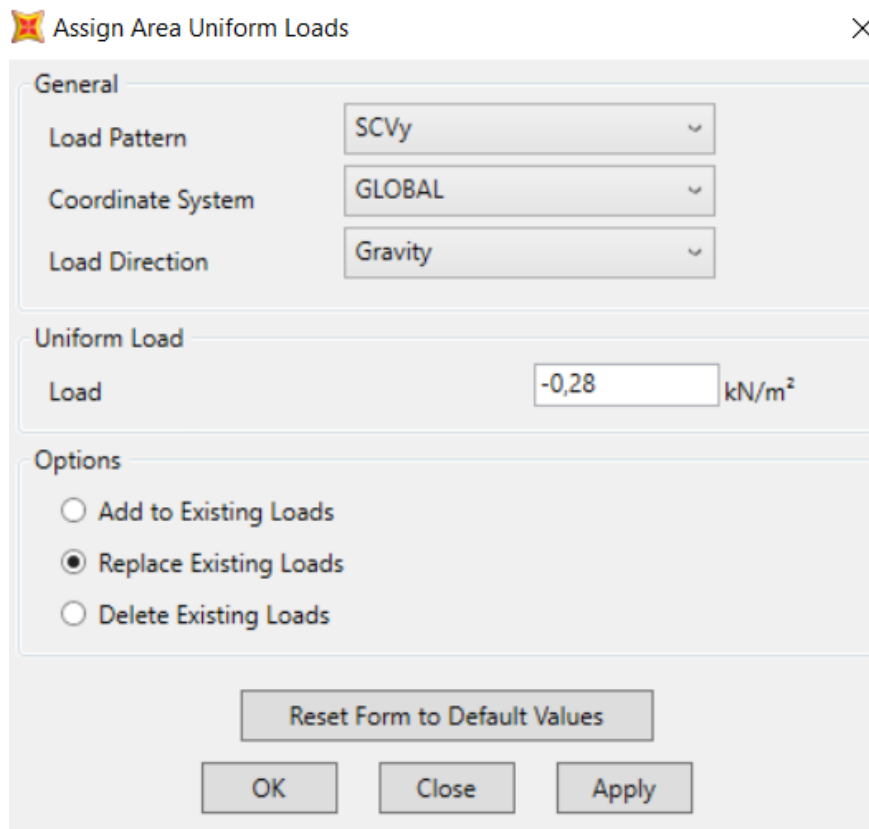 Assign Area Uniform Loads
General
Load Pattern SCVy
Coordinate System GLOBAL
Load Direction Gravity
Uniform Load
Load -0,28 kN/m²
Options
Add to Existing Loads
Replace Existing Loads
Delete Existing Loads
Reset Form to Default Values
OK Close Apply